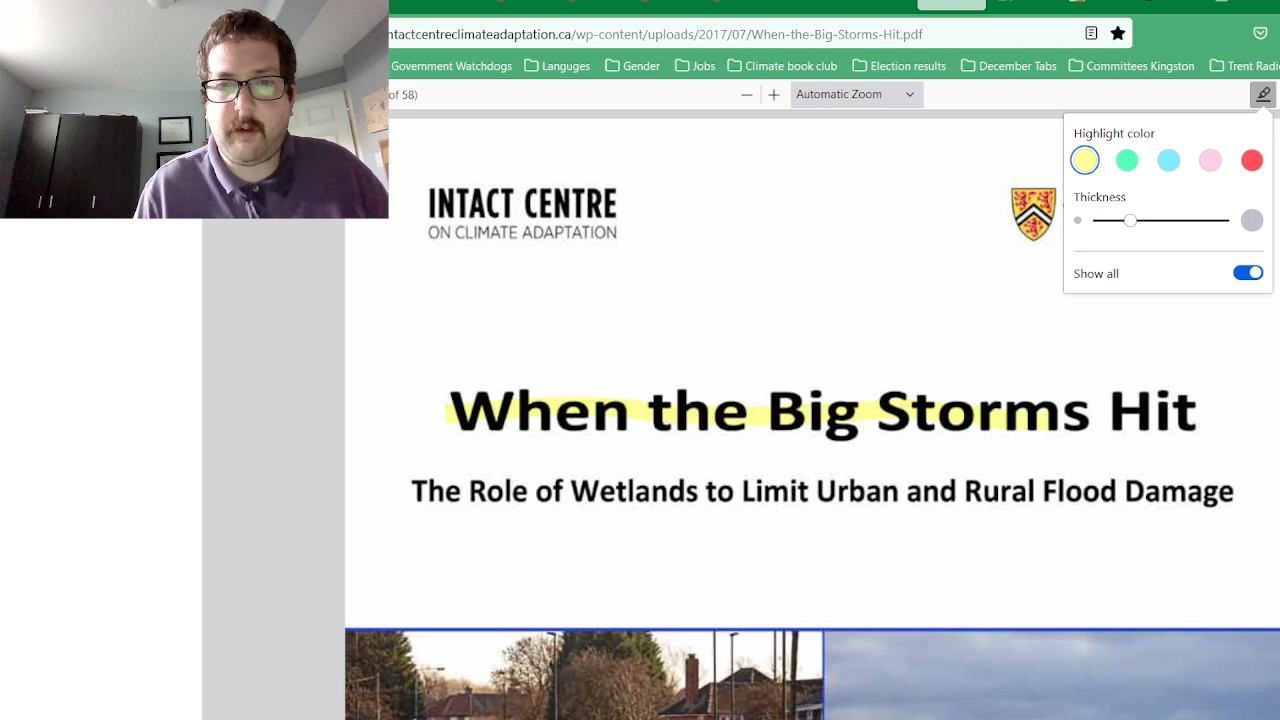 ntactcentreclimateadaptation.ca/wp-content/uploads/2017/07/When-the-Big-Storms-Hit.pdf
Government Watchdogs Languges Gender Jobs Climate book club Election results December Tabs Committees Kingston Trent Radi
of 58) Automatic Zoom
Highlight color
Thickness
Show all
INTACT CENTRE
ON CLIMATE ADAPTATION
When the Big Storms Hit
The Role of Wetlands to Limit Urban and Rural Flood Damage